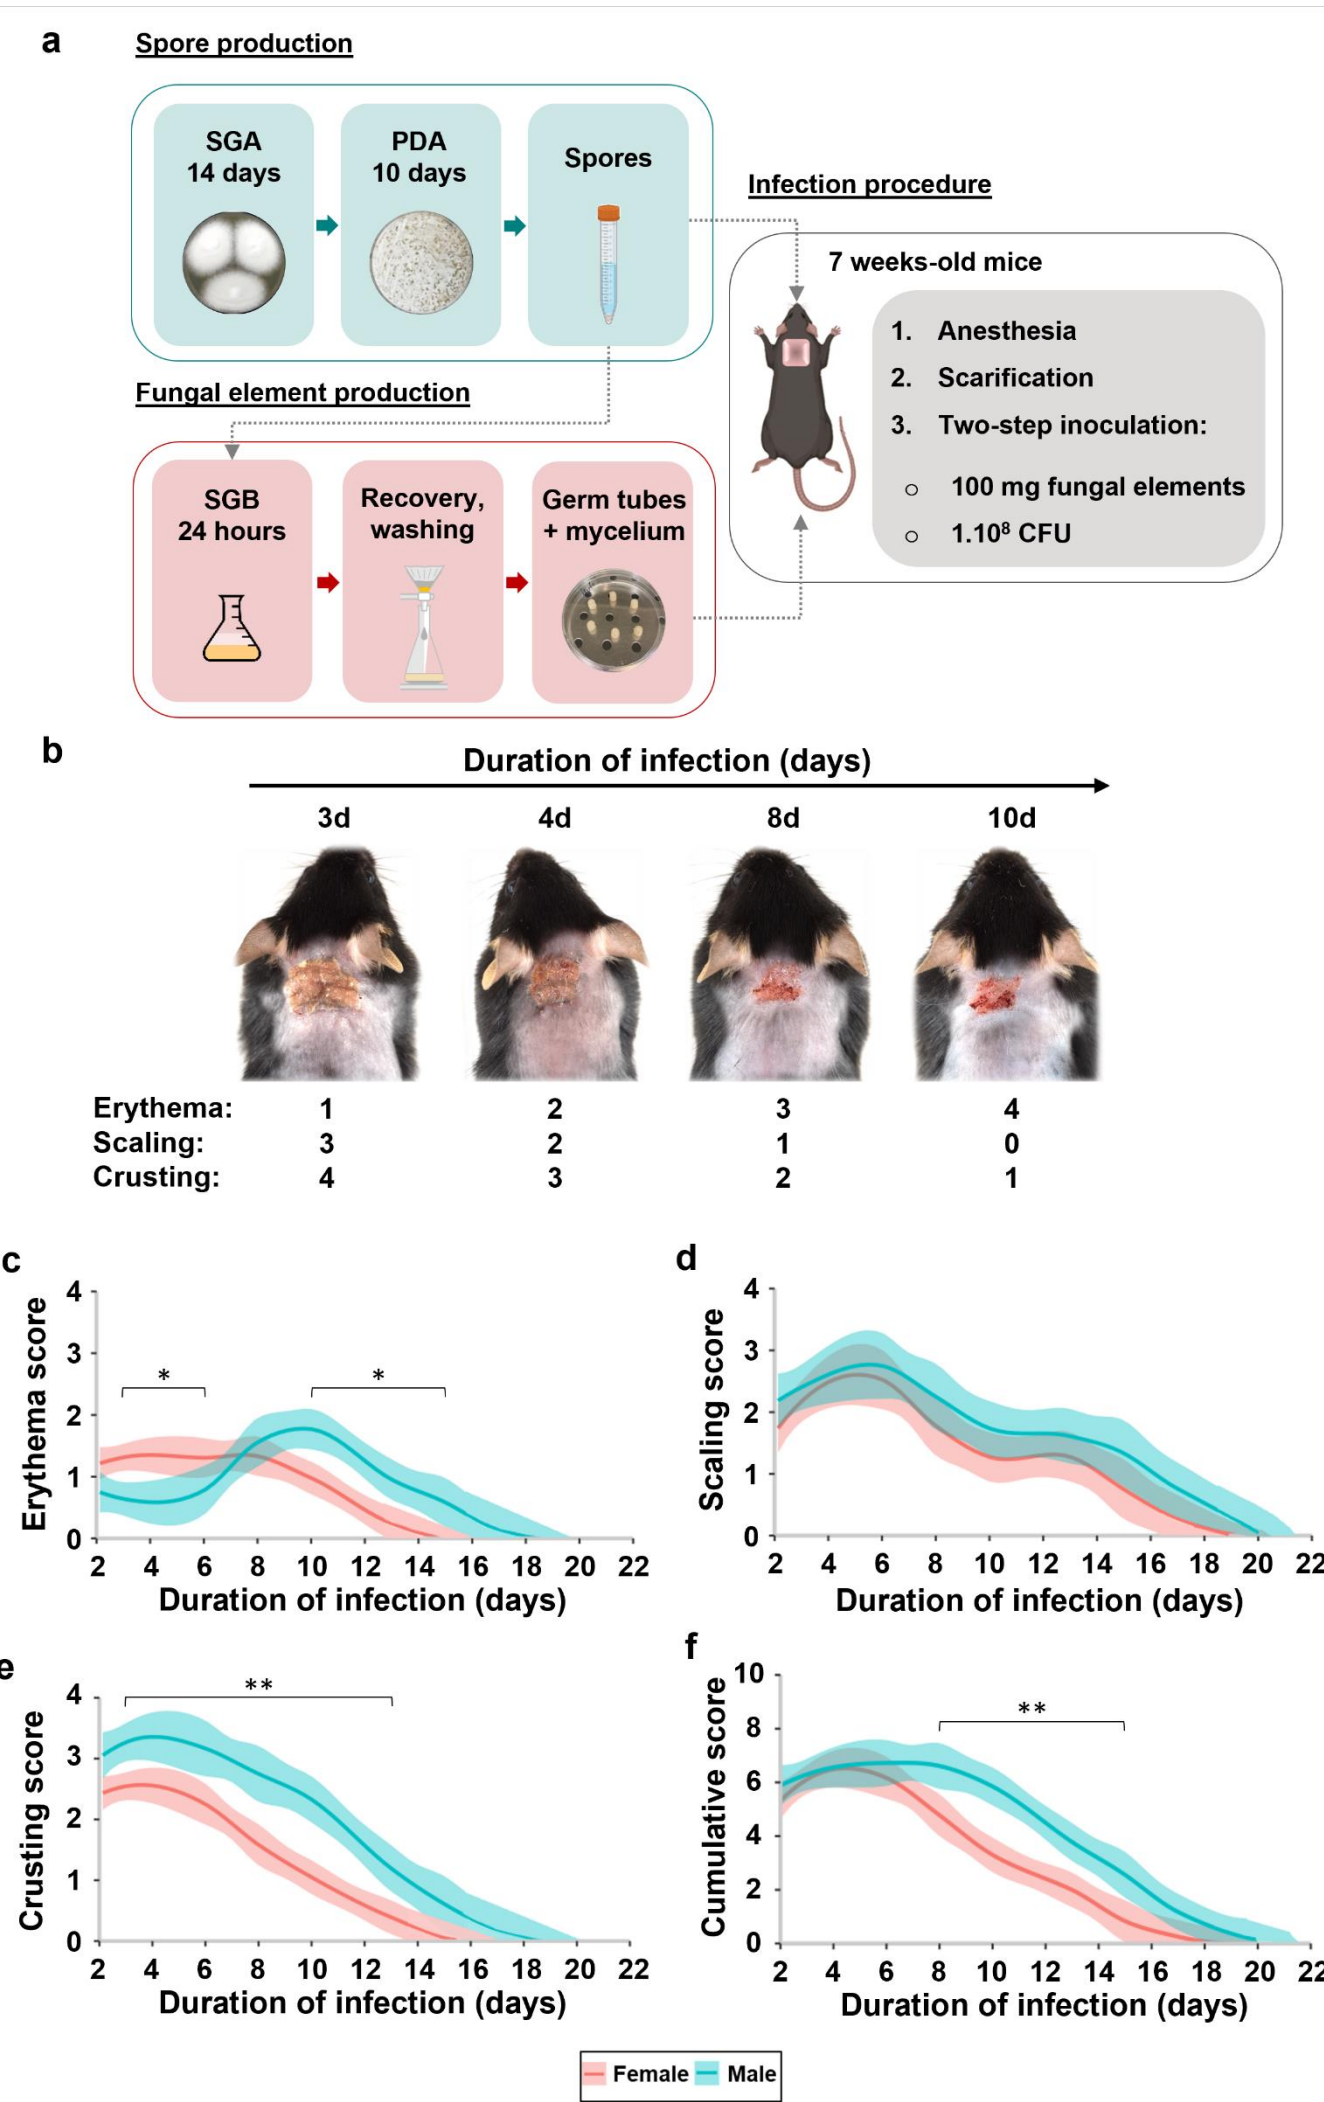 a
Spore production
SGA
14 days
PDA
10 days
Spores
Infection procedure
7 weeks-old mice
1. Anesthesia
2. Scarification
3. Two-step inoculation:
o 100 mg fungal elements
o 1.10⁸ CFU
Fungal element production
SGB
24 hours
Recovery,
washing
Germ tubes
+ mycelium
b
Duration of infection (days)
3d 4d 8d 10d
Erythema: 1 2 3 4
Scaling: 3 2 1 0
Crusting: 4 3 2 1
c
Erythema score
4
3
2
1
0
* *
2 4 6 8 10 12 14 16 18 20 22
Duration of infection (days)
d
Scaling score
4
3
2
1
0
2 4 6 8 10 12 14 16 18 20 22
Duration of infection (days)
e
Crusting score
4
3
2
1
0
**
2 4 6 8 10 12 14 16 18 20 22
Duration of infection (days)
f
Cumulative score
10
8
6
4
2
0
**
2 4 6 8 10 12 14 16 18 20 22
Duration of infection (days)
Female Male